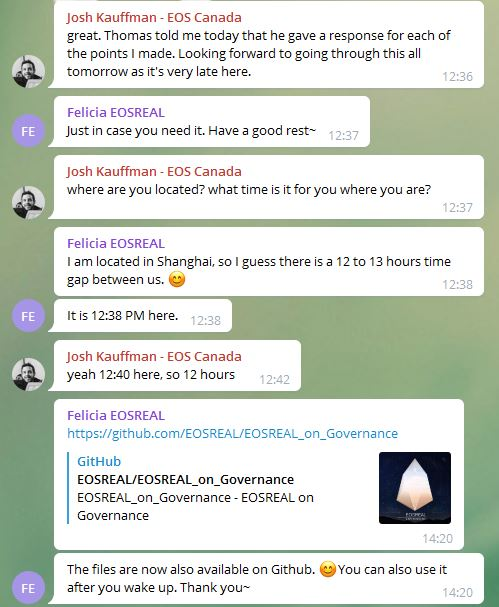 Josh Kauffman - EOS Canada
great. Thomas told me today that he gave a response for each of
the points I made. Looking forward to going through this all
tomorrow as it's very late here.
12:36
Felicia EOSREAL
FE
Just in case you need it. Have a good rest~
12:37
Josh Kauffman - EOS Canada
where are you located? what time is it for you where you are?
12:37
Felicia EOSREAL
I am located in Shanghai, so I guess there is a 12 to 13 hours time
gap between us. 😊
12:38
FE
It is 12:38 PM here.
12:38
Josh Kauffman - EOS Canada
yeah 12:40 here, so 12 hours
12:42
Felicia EOSREAL
https://github.com/EOSREAL/EOSREAL_on_Governance
GitHub
EOSREAL/EOSREAL_on_Governance
EOSREAL_on_Governance - EOSREAL on
Governance
EOSREAL
14:20
The files are now also available on Github. 😊You can also use it
after you wake up. Thank you~
FE
14:20